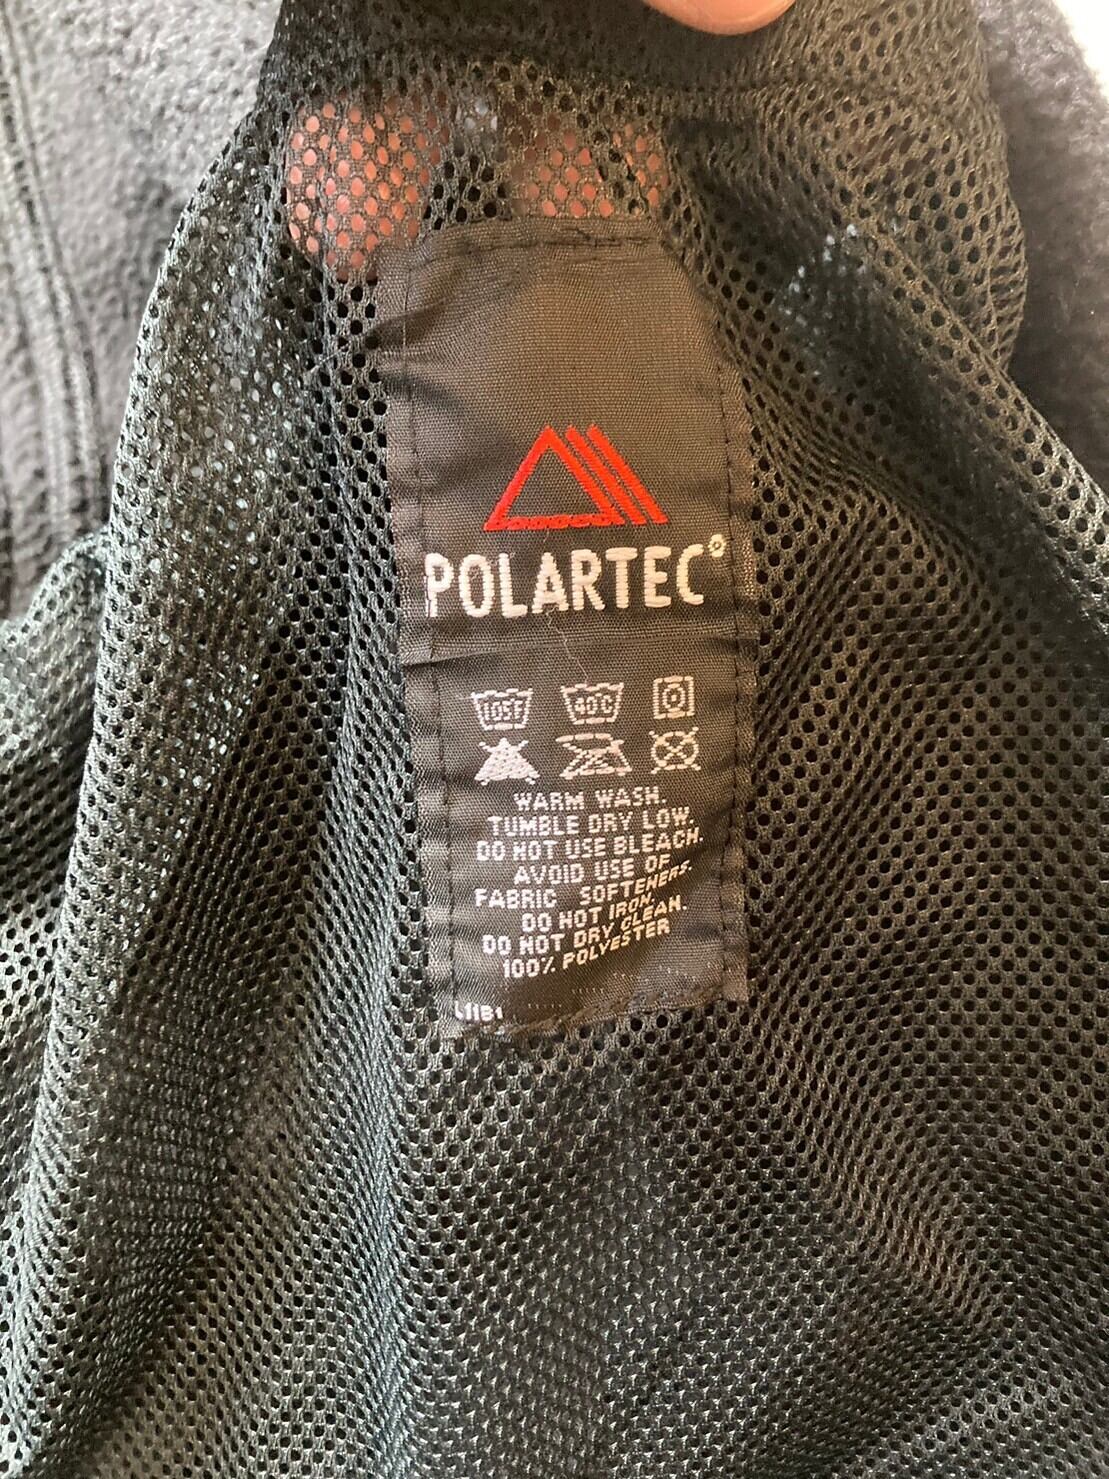 POLARTEC®
105F 40C
WARM WASH.
TUMBLE DRY LOW.
DO NOT USE BLEACH.
AVOID USE OF
FABRIC SOFTENERS.
DO NOT IRON.
DO NOT DRY CLEAN.
100% POLYESTER